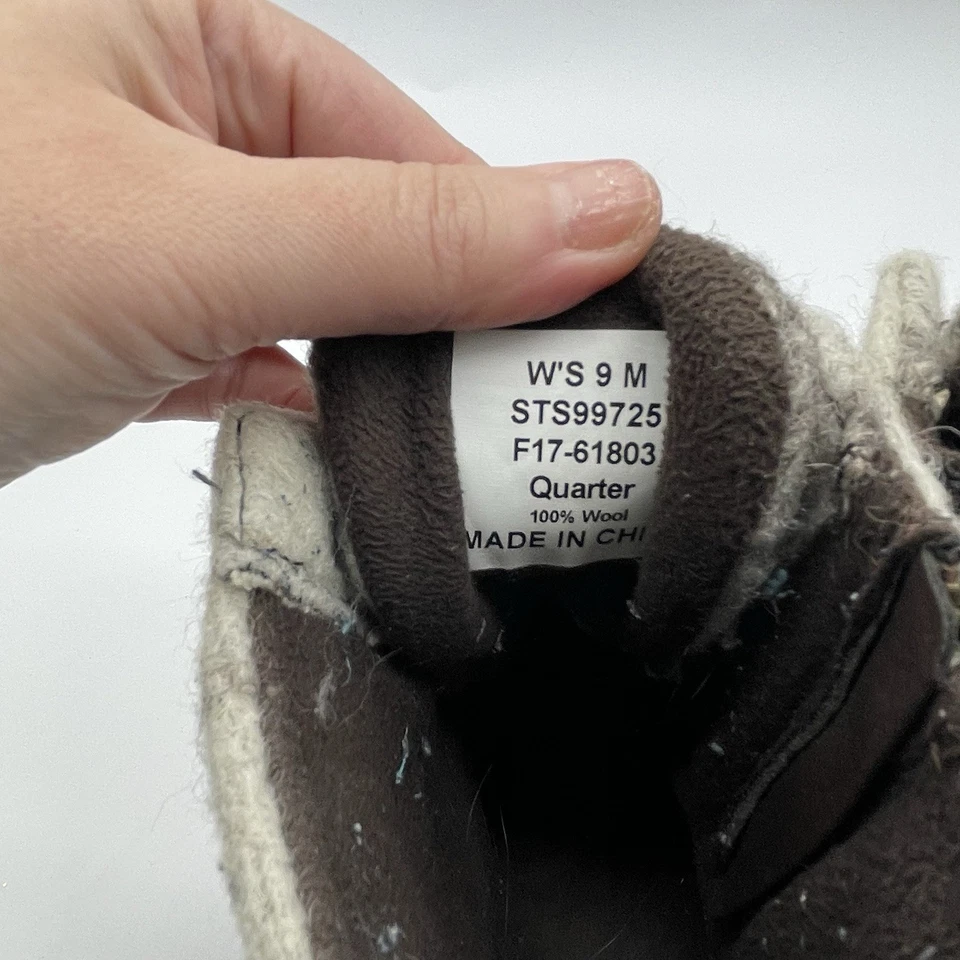 W'S 9 M
STS99725
F17-61803
Quarter
100% Wool
MADE IN CHI